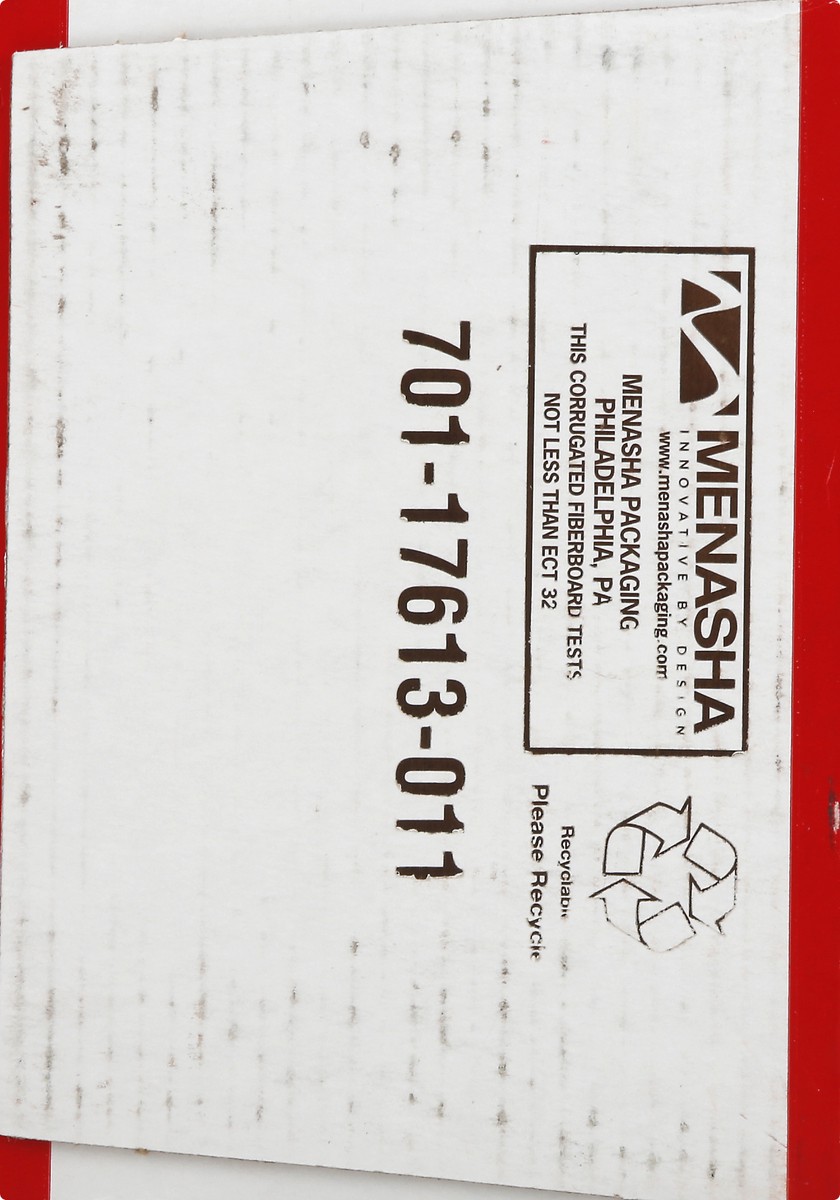 MENASHA
INNOVATIVE BY DESIGN
www.menashapackaging.com
MENASHA PACKAGING
PHILADELPHIA, PA
THIS CORRUGATED FIBERBOARD TESTS
NOT LESS THAN ECT 32
Recyclable
Please Recycle
701-17613-011